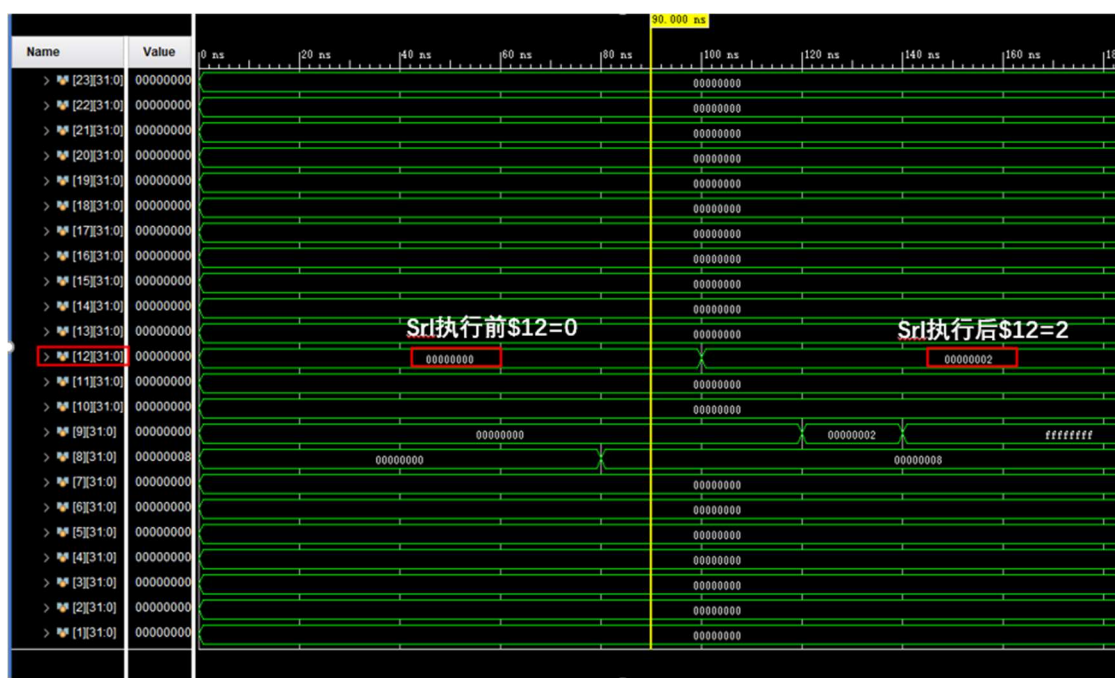 90.000 ns
Name Value 0 ns 20 ns 40 ns 60 ns 80 ns 100 ns 120 ns 140 ns 160 ns
[23][31:0] 00000000 00000000
[22][31:0] 00000000 00000000
[21][31:0] 00000000 00000000
[20][31:0] 00000000 00000000
[19][31:0] 00000000 00000000
[18][31:0] 00000000 00000000
[17][31:0] 00000000 00000000
[16][31:0] 00000000 00000000
[15][31:0] 00000000 00000000
[14][31:0] 00000000 00000000
Srl执行前$12=0 Srl执行后$12=2
[13][31:0] 00000000 00000000
[12][31:0] 00000000 00000000 00000002
[11][31:0] 00000000 00000000
[10][31:0] 00000000 00000000
[9][31:0] 00000000 00000000 00000002 ffffffff
[8][31:0] 00000008 00000000 00000008
[7][31:0] 00000000 00000000
[6][31:0] 00000000 00000000
[5][31:0] 00000000 00000000
[4][31:0] 00000000 00000000
[3][31:0] 00000000 00000000
[2][31:0] 00000000 00000000
[1][31:0] 00000000 00000000